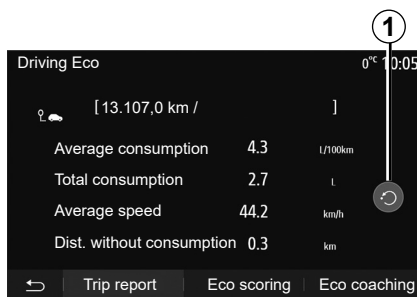 1
Driving Eco 0°C 10:05
[ 13.107,0 km / ]
Average consumption 4.3 L/100km
Total consumption 2.7 L
Average speed 44.2 km/h
Dist. without consumption 0.3 km
Trip report Eco scoring Eco coaching